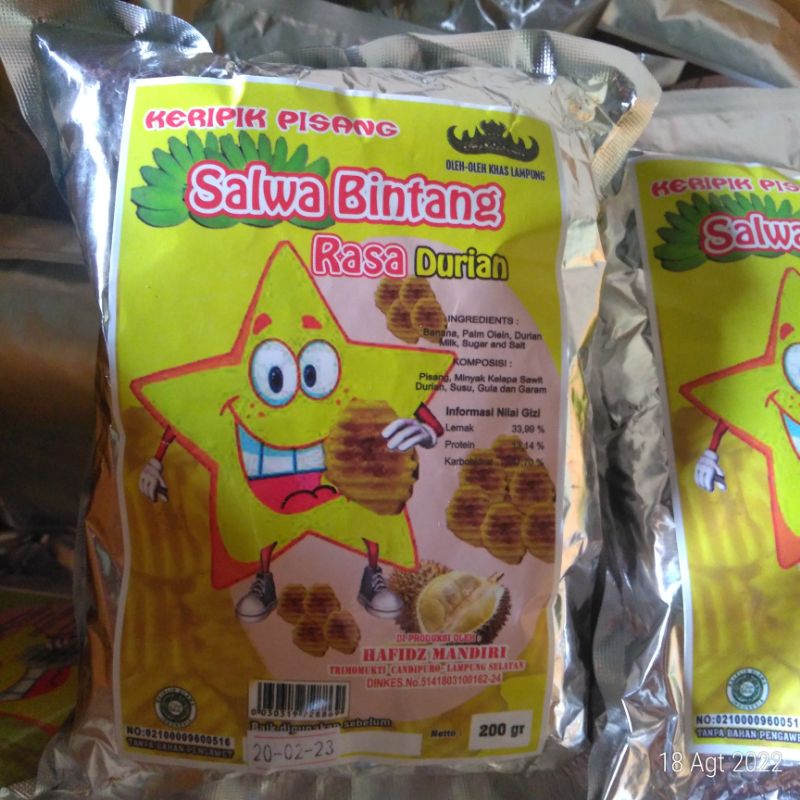 KERIPIK PISANG
OLEH-OLEH KHAS LAMPUNG
Salwa Bintang
Rasa Durian
INGREDIENTS :
Banana, Palm Olein, Durian
Milk, Sugar and Salt
KOMPOSISI :
Pisang, Minyak Kelapa Sawit
Durian, Susu, Gula dan Garam
Informasi Nilai Gizi
Lemak 33,99 %
Protein 13,14 %
DI PRODUKSI OLEH :
HAFIDZ MANDIRI
TRIMOMUKTI - CANDIPURO - LAMPUNG SELATAN
DINKES.No.5141803100162-24
Baik digunakan sebelum
20-02-23
Netto : 200 gr
NO:02100009600516
TANPA BAHAN PENGAWET
KERIPIK PIS
Salwa
NO:0210000960051
TANPA BAHAN PENGAWE
18 Agt 2022